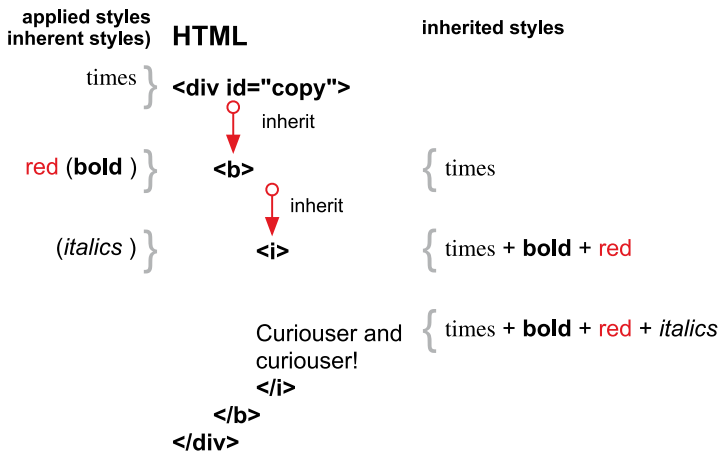 applied styles
inherent styles)
HTML
inherited styles
times } <div id="copy">
inherit
red (bold ) } <b> { times
inherit
(italics ) } <i> { times + bold + red
Curiouser and { times + bold + red + italics
curiouser!
</i>
</b>
</div>